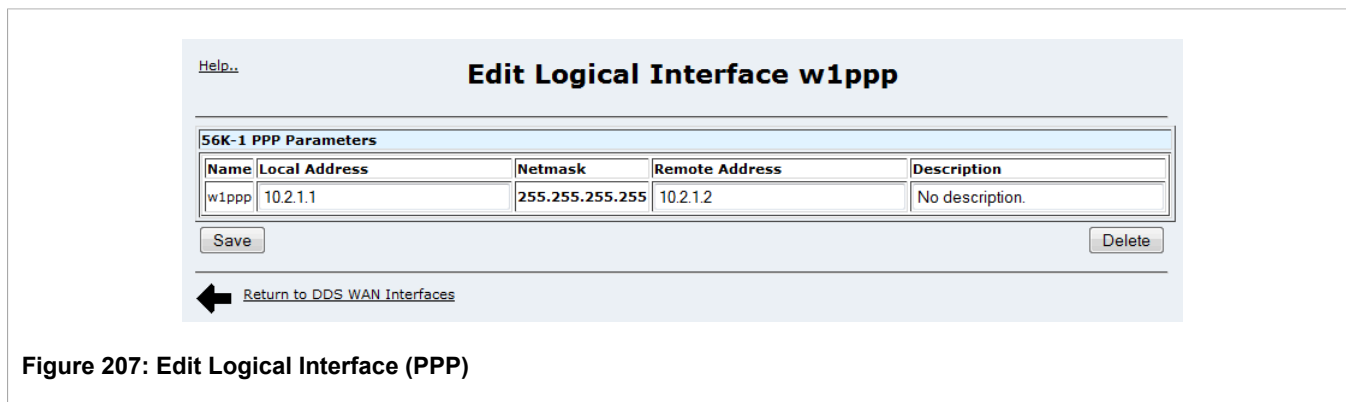 Help..
Edit Logical Interface w1ppp
56K-1 PPP Parameters
Name Local Address Netmask Remote Address Description
w1ppp 10.2.1.1 255.255.255.255 10.2.1.2 No description.
Save Delete
Return to DDS WAN Interfaces
Figure 207: Edit Logical Interface (PPP)